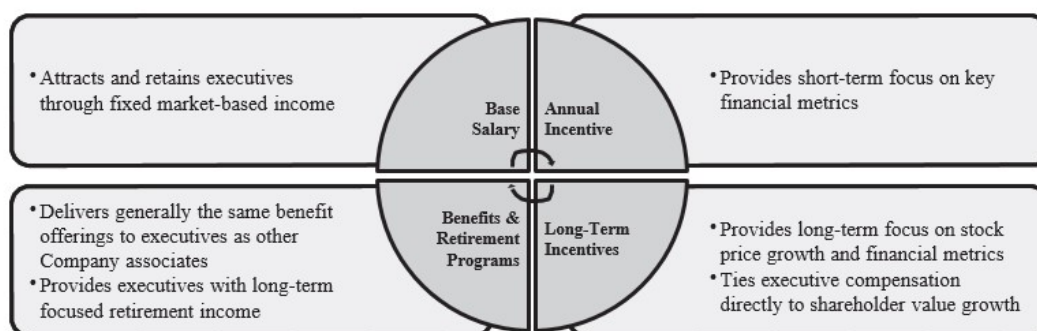 • Attracts and retains executives
through fixed market-based income
Base
Salary
Annual
Incentive
• Provides short-term focus on key
financial metrics
• Delivers generally the same benefit
offerings to executives as other
Company associates
• Provides executives with long-term
focused retirement income
Benefits &
Retirement
Programs
Long-Term
Incentives
• Provides long-term focus on stock
price growth and financial metrics
• Ties executive compensation
directly to shareholder value growth